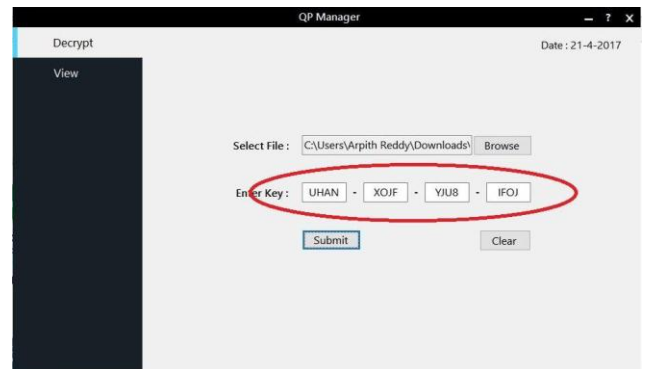 QP Manager – ? X
Decrypt Date : 21-4-2017
View
Select File : C:\Users\Arpith Reddy\Downloads\ Browse
Enter Key : UHAN - XOJF - YJU8 - IFOJ
Submit Clear